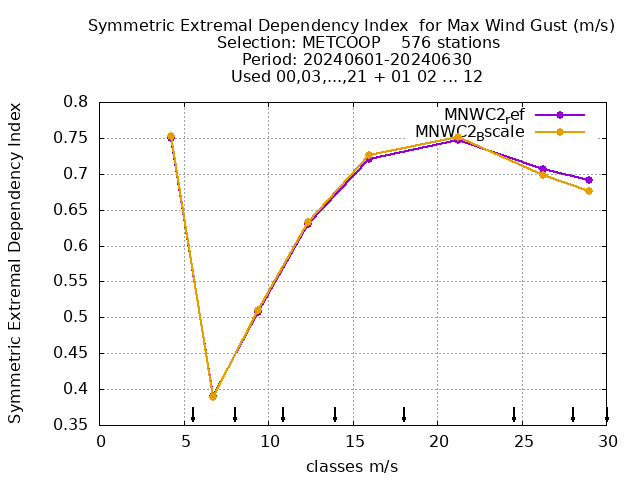 Symmetric Extremal Dependency Index  for Max Wind Gust (m/s)
Selection: METCOOP    576 stations
Period: 20240601-20240630
Used 00,03,...,21 + 01 02 ... 12
MNWC2ref
MNWC2Bscale
Symmetric Extremal Dependency Index
0.8
0.75
0.7
0.65
0.6
0.55
0.5
0.45
0.4
0.35
0 5 10 15 20 25 30
classes m/s